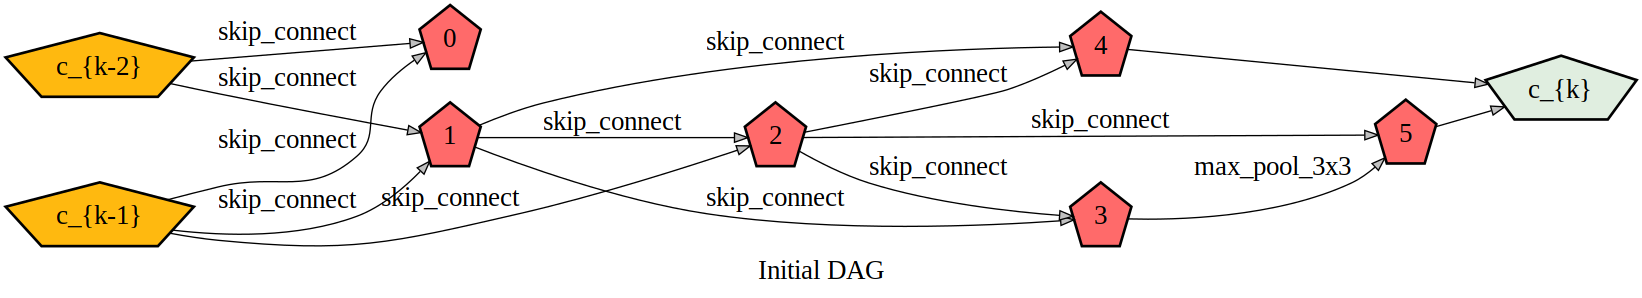 skip_connect
0
4
c_{k-2}
skip_connect
skip_connect
skip_connect
c_{k}
skip_connect
1
skip_connect
2
skip_connect
5
skip_connect
skip_connect
max_pool_3x3
c_{k-1}
skip_connect
skip_connect
skip_connect
3
Initial DAG